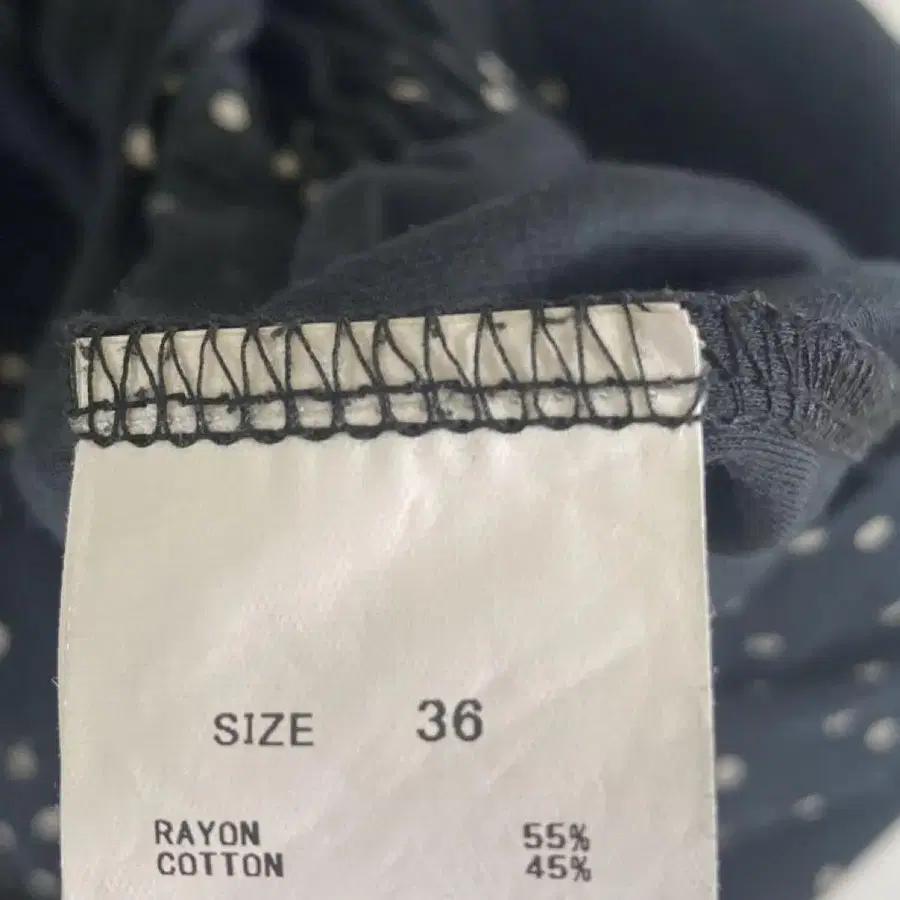 SIZE 36
RAYON 55%
COTTON 45%